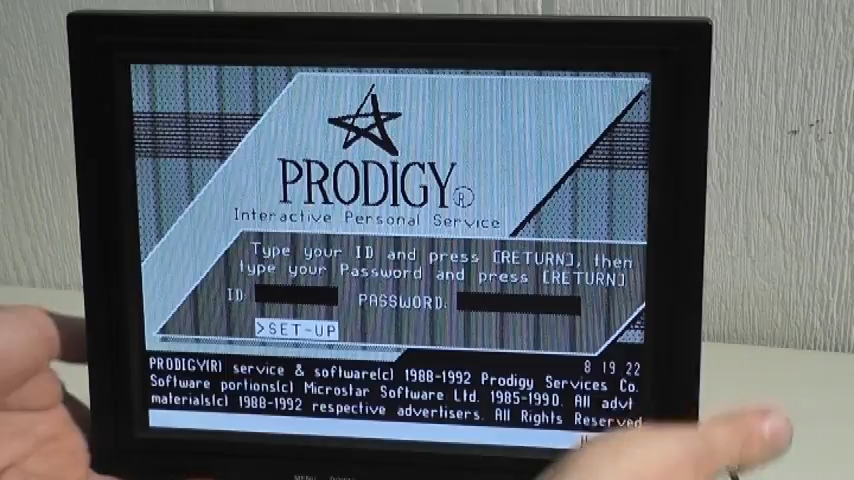 PRODIGY®
Interactive Personal Service
Type your ID and press [RETURN], then
type your Password and press [RETURN]
ID: PASSWORD:
>SET-UP
8 19 22
PRODIGY(R) service & software(c) 1988-1992 Prodigy Services Co.
Software portions(c) Microstar Software Ltd. 1985-1990. All advt
materials(c) 1988-1992 respective advertisers. All Rights Reserved
MENU